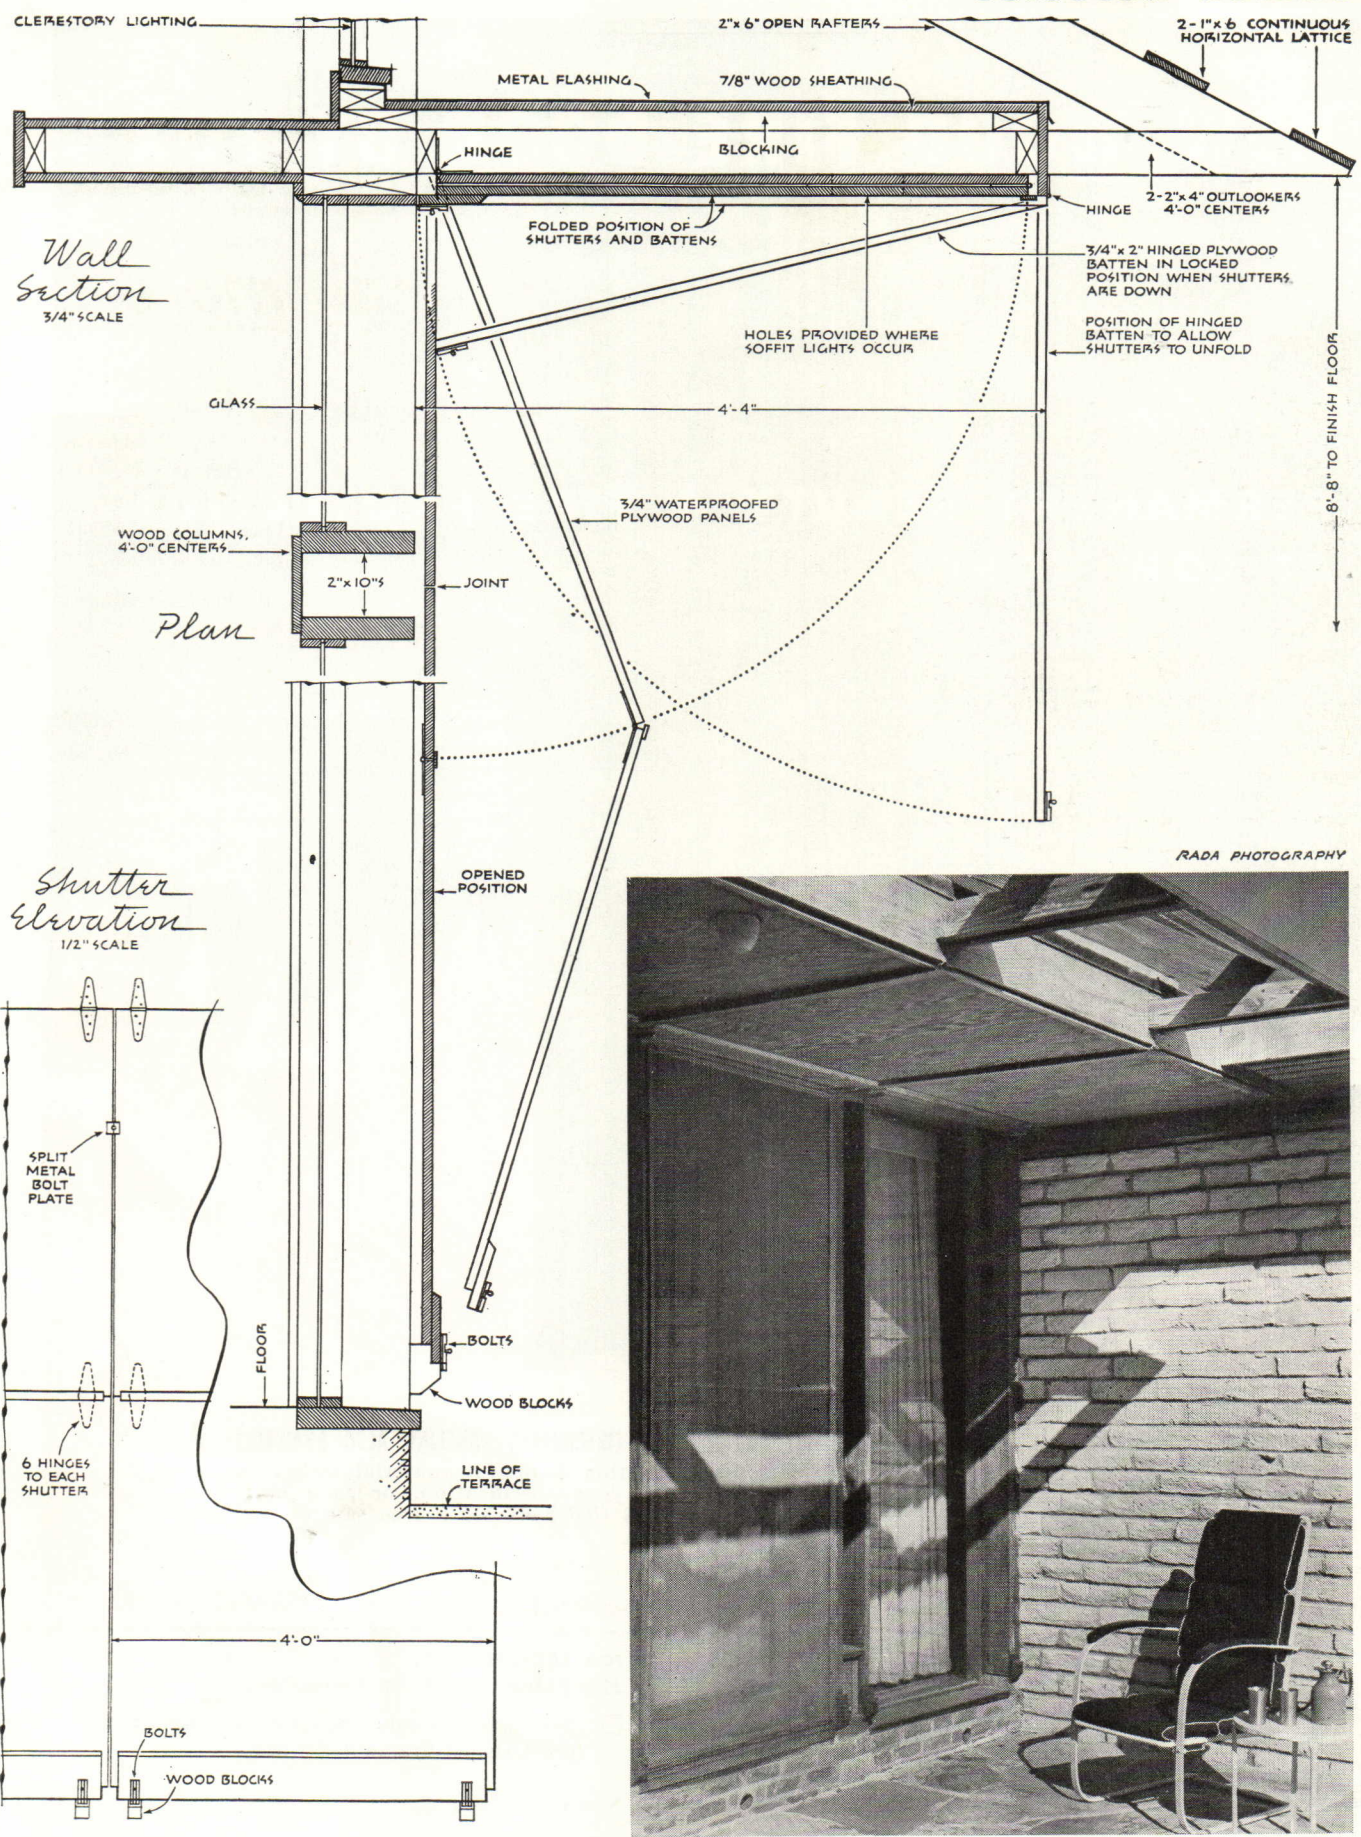 CLERESTORY LIGHTING
2"x 6" OPEN RAFTERS
2-1"x 6 CONTINUOUS
HORIZONTAL LATTICE
METAL FLASHING
7/8" WOOD SHEATHING
HINGE
BLOCKING
2-2"x 4" OUTLOOKERS
4'-0" CENTERS
HINGE
FOLDED POSITION OF
SHUTTERS AND BATTENS
Wall
Section
3/4" SCALE
3/4"x 2" HINGED PLYWOOD
BATTEN IN LOCKED
POSITION WHEN SHUTTERS
ARE DOWN
HOLES PROVIDED WHERE
SOFFIT LIGHTS OCCUR
POSITION OF HINGED
BATTEN TO ALLOW
SHUTTERS TO UNFOLD
8'-8" TO FINISH FLOOR
GLASS
4'-4"
3/4" WATERPROOFED
PLYWOOD PANELS
WOOD COLUMNS,
4'-0" CENTERS
2"x10"s
JOINT
Plan
RADA PHOTOGRAPHY
Shutter
Elevation
1/2" SCALE
OPENED
POSITION
SPLIT
METAL
BOLT
PLATE
FLOOR
BOLTS
WOOD BLOCKS
6 HINGES
TO EACH
SHUTTER
LINE OF
TERRACE
4'-0"
BOLTS
WOOD BLOCKS